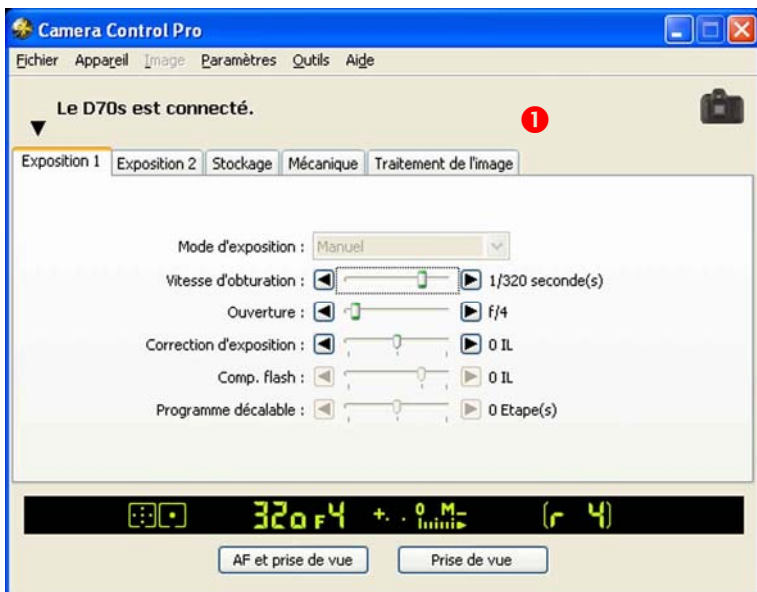 Camera Control Pro
Fichier Appareil Image Paramètres Outils Aide
Le D70s est connecté.
1
Exposition 1 Exposition 2 Stockage Mécanique Traitement de l'image
Mode d'exposition : Manuel
Vitesse d'obturation : 1/320 seconde(s)
Ouverture : f/4
Correction d'exposition : 0 IL
Comp. flash : 0 IL
Programme décalable : 0 Etape(s)
320 F4 +. . 0 M- (r 4)
AF et prise de vue Prise de vue